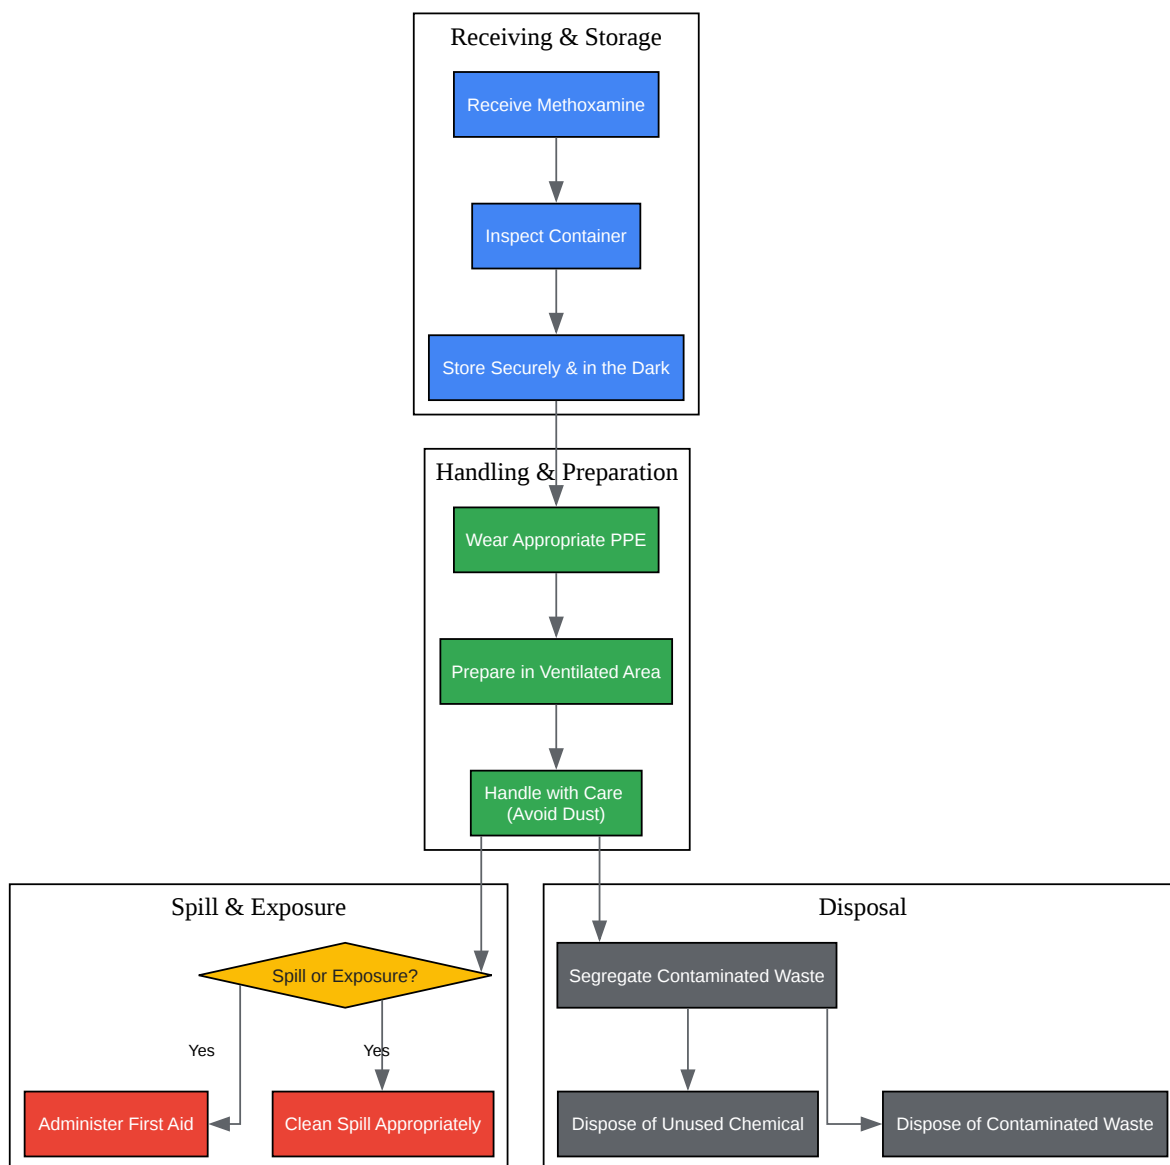 Receiving & Storage
Receive Methoxamine
Inspect Container
Store Securely & in the Dark
Handling & Preparation
Wear Appropriate PPE
Prepare in Ventilated Area
Handle with Care
(Avoid Dust)
Spill & Exposure
Spill or Exposure?
Yes
Yes
Administer First Aid
Clean Spill Appropriately
Disposal
Segregate Contaminated Waste
Dispose of Unused Chemical
Dispose of Contaminated Waste